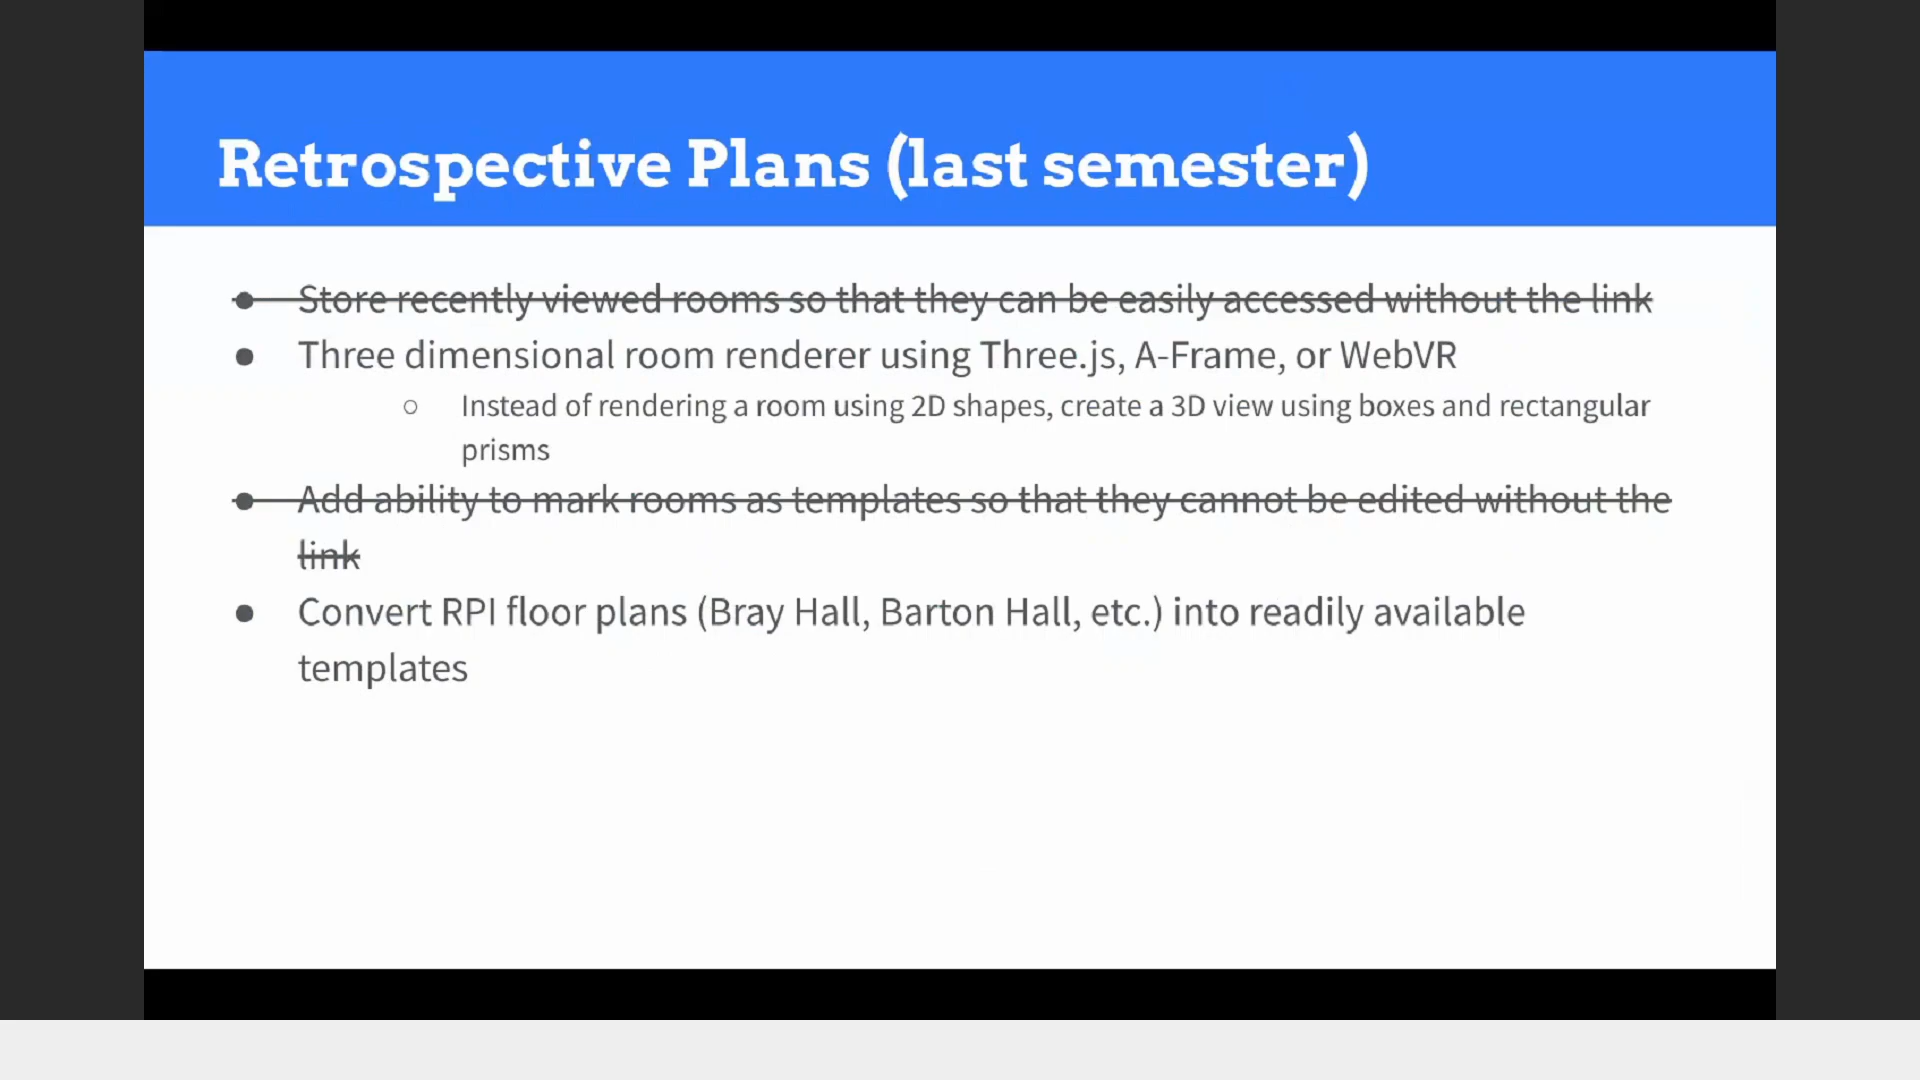 Retrospective Plans (last semester)
● Store recently viewed rooms so that they can be easily accessed without the link
● Three dimensional room renderer using Three.js, A-Frame, or WebVR
○ Instead of rendering a room using 2D shapes, create a 3D view using boxes and rectangular
prisms
● Add ability to mark rooms as templates so that they cannot be edited without the
link
● Convert RPI floor plans (Bray Hall, Barton Hall, etc.) into readily available
templates